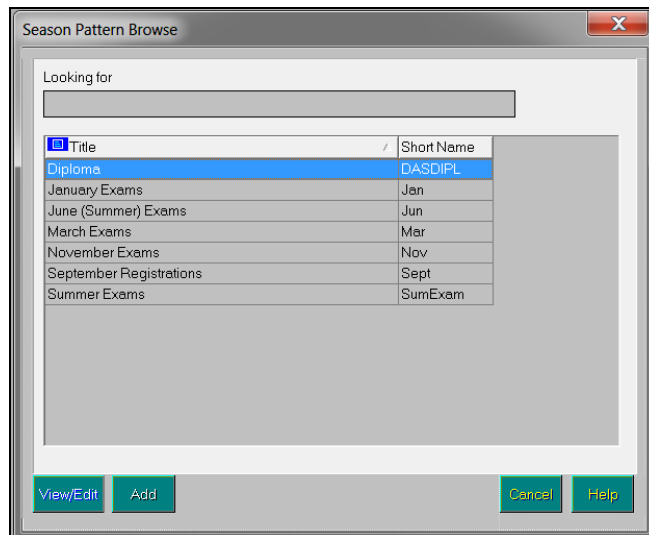 Season Pattern Browse
Looking for
Title / Short Name
Diploma DASDIPL
January Exams Jan
June (Summer) Exams Jun
March Exams Mar
November Exams Nov
September Registrations Sept
Summer Exams SumExam
View/Edit Add Cancel Help